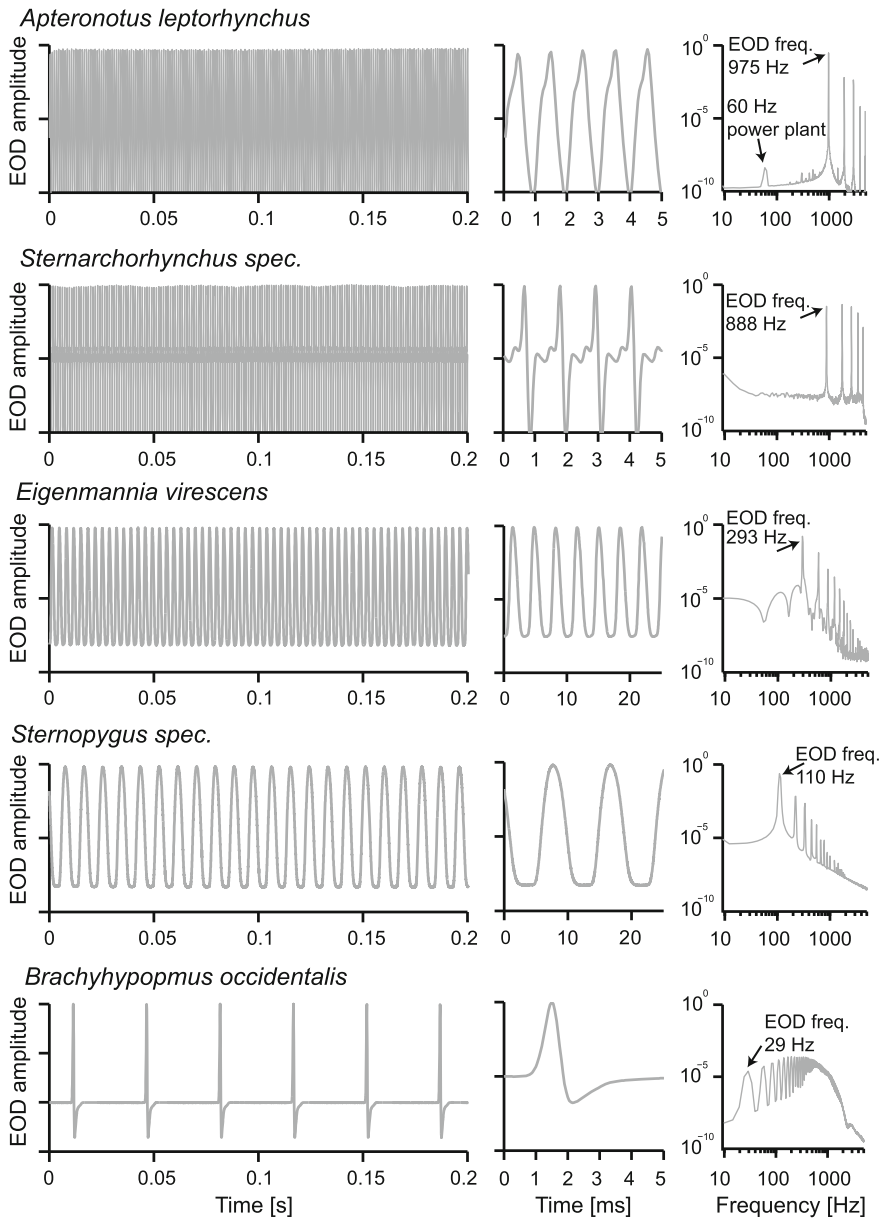 Apteronotus leptorhynchus
EOD amplitude
0 0.05 0.1 0.15 0.2
0 1 2 3 4 5
10^0
10^−5
10^−10
EOD freq.
975 Hz
60 Hz
power plant
100 1000
Sternarchorhynchus spec.
EOD amplitude
0 0.05 0.1 0.15 0.2
0 1 2 3 4 5
10^0
10^−5
10^−10
EOD freq.
888 Hz
10 100 1000
Eigenmannia virescens
EOD amplitude
0 0.05 0.1 0.15 0.2
0 10 20
10^0
10^−5
10^−10
EOD freq.
293 Hz
10 100 1000
Sternopygus spec.
EOD amplitude
0 0.05 0.1 0.15 0.2
0 10 20
10^0
10^−5
10^−10
EOD freq.
110 Hz
10 100 1000
Brachyhypopmus occidentalis
EOD amplitude
0 0.05 0.1 0.15 0.2
Time [s]
0 1 2 3 4 5
Time [ms]
10^0
10^−5
10^−10
EOD freq.
29 Hz
10 100 1000
Frequency [Hz]